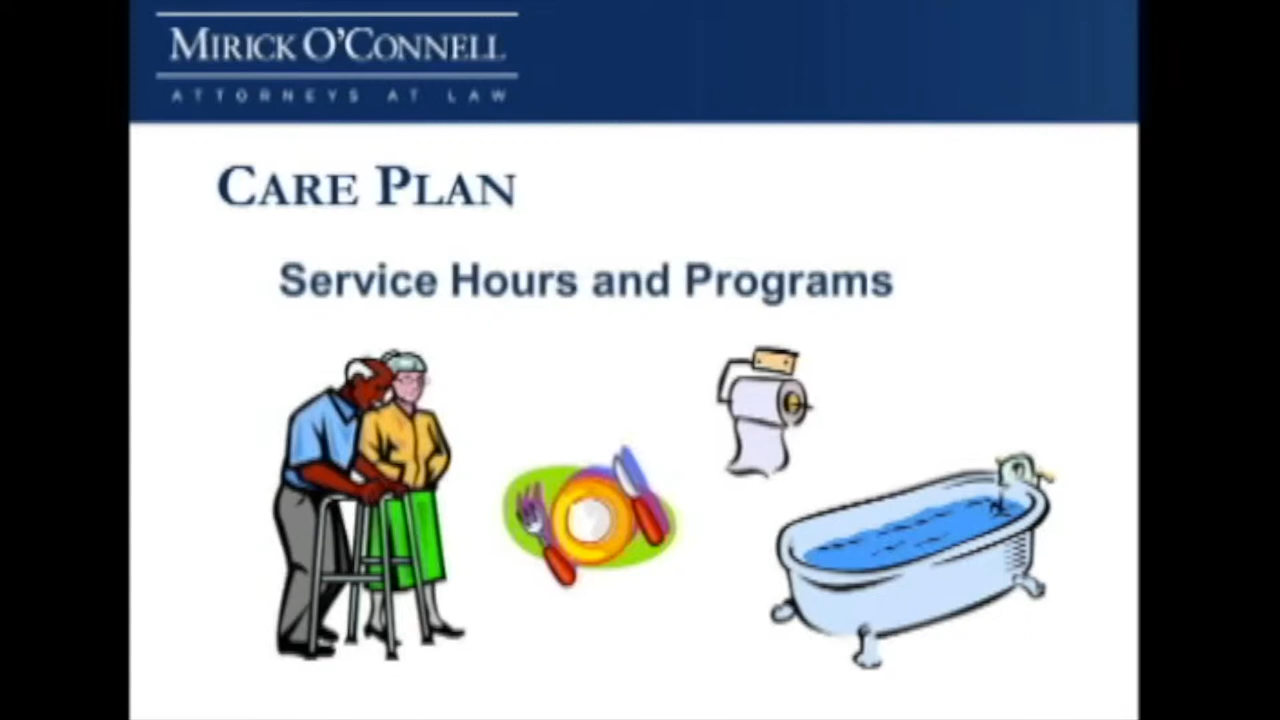 MIRICK O'CONNELL
ATTORNEYS AT LAW
CARE PLAN
Service Hours and Programs